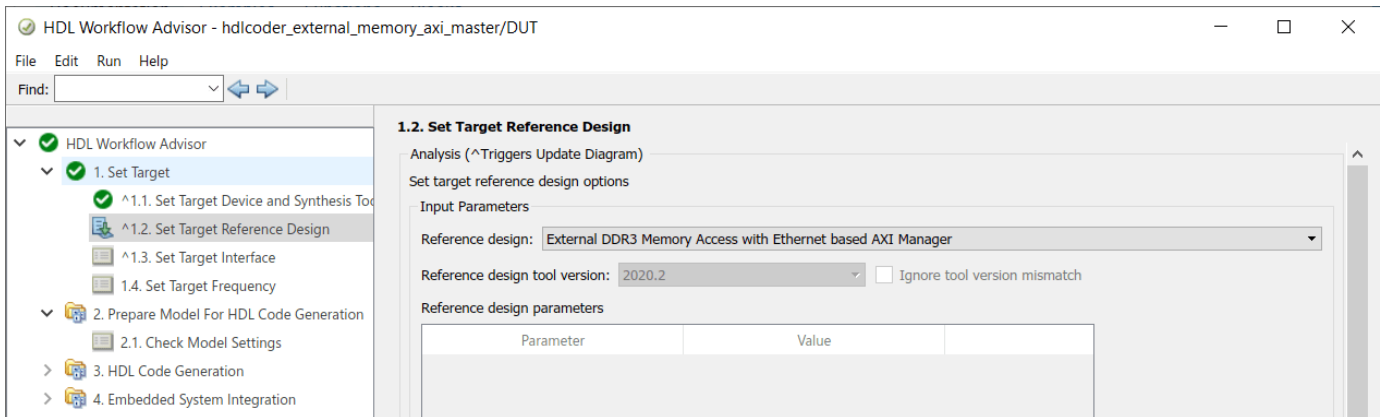 HDL Workflow Advisor - hdlcoder_external_memory_axi_master/DUT
File Edit Run Help
Find:
HDL Workflow Advisor
1. Set Target
^1.1. Set Target Device and Synthesis Too
^1.2. Set Target Reference Design
^1.3. Set Target Interface
1.4. Set Target Frequency
2. Prepare Model For HDL Code Generation
2.1. Check Model Settings
3. HDL Code Generation
4. Embedded System Integration
1.2. Set Target Reference Design
Analysis (^Triggers Update Diagram)
Set target reference design options
Input Parameters
Reference design: External DDR3 Memory Access with Ethernet based AXI Manager
Reference design tool version: 2020.2 Ignore tool version mismatch
Reference design parameters
Parameter Value